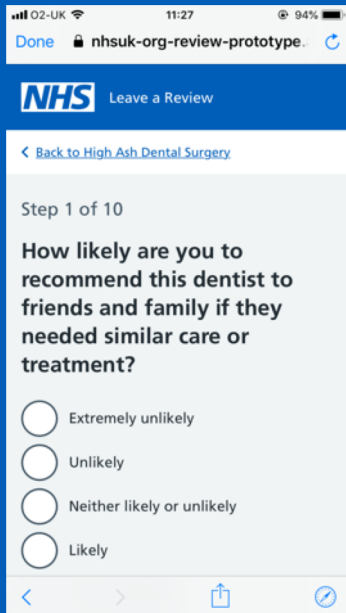 O2-UK 11:27 94%
Done nhsuk-org-review-prototype.
NHS Leave a Review
Back to High Ash Dental Surgery
Step 1 of 10
How likely are you to
recommend this dentist to
friends and family if they
needed similar care or
treatment?
Extremely unlikely
Unlikely
Neither likely or unlikely
Likely